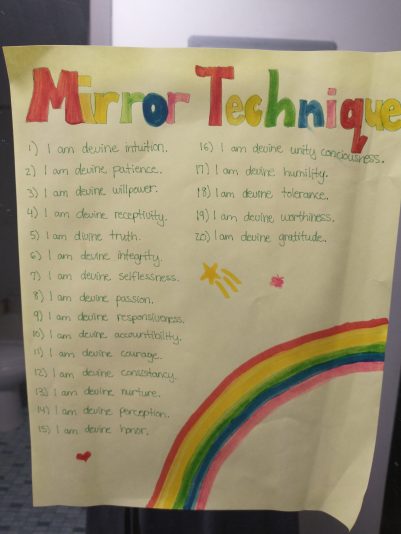 Mirror Technique
1) I am devine intuition.
2) I am devine patience.
3) I am devine willpower.
4) I am devine receptivity.
5) I am divine truth.
6) I am devine integrity.
7) I am devine selflessness.
8) I am devine passion.
9) I am devine responsiveness.
10) I am devine accountibility.
11) I am devine courage.
12) I am devine consistancy.
13) I am devine nurture.
14) I am devine perception.
15) I am devine honor.
16) I am devine unity conciousness.
17) I am devine humility.
18) I am devine tolerance.
19) I am devine worthiness.
20) I am devine gratitude.